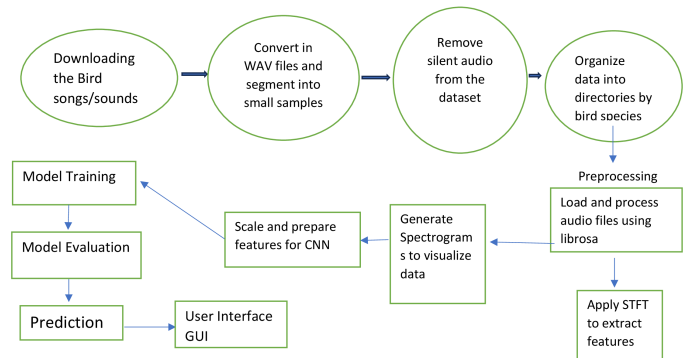 Downloading
the Bird
songs/sounds
Convert in
WAV files and
segment into
small samples
Remove
silent audio
from the
dataset
Organize
data into
directories by
bird species
Preprocessing
Load and process
audio files using
librosa
Apply STFT
to extract
features
Generate
Spectrogram
s to visualize
data
Scale and prepare
features for CNN
Model Training
Model Evaluation
Prediction
User Interface
GUI